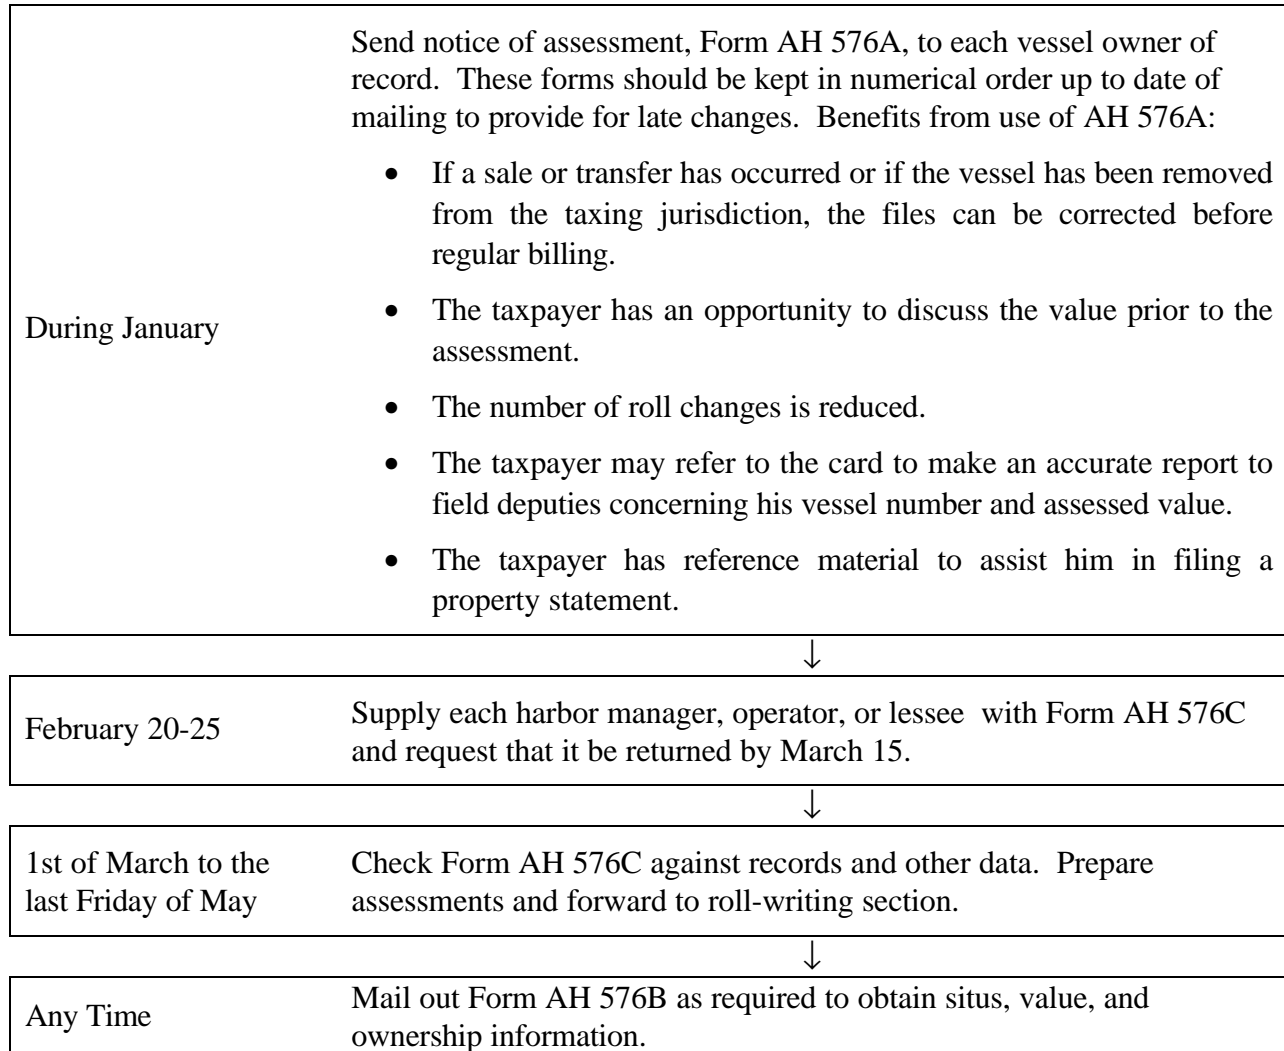 Send notice of assessment, Form AH 576A, to each vessel owner of
record.  These forms should be kept in numerical order up to date of
mailing to provide for late changes.  Benefits from use of AH 576A:
• If a sale or transfer has occurred or if the vessel has been removed
from the taxing jurisdiction, the files can be corrected before
regular billing.
During January
• The taxpayer has an opportunity to discuss the value prior to the
assessment.
• The number of roll changes is reduced.
• The taxpayer may refer to the card to make an accurate report to
field deputies concerning his vessel number and assessed value.
• The taxpayer has reference material to assist him in filing a
property statement.
↓
February 20-25
Supply each harbor manager, operator, or lessee  with Form AH 576C
and request that it be returned by March 15.
↓
1st of March to the
last Friday of May
Check Form AH 576C against records and other data.  Prepare
assessments and forward to roll-writing section.
↓
Any Time
Mail out Form AH 576B as required to obtain situs, value, and
ownership information.